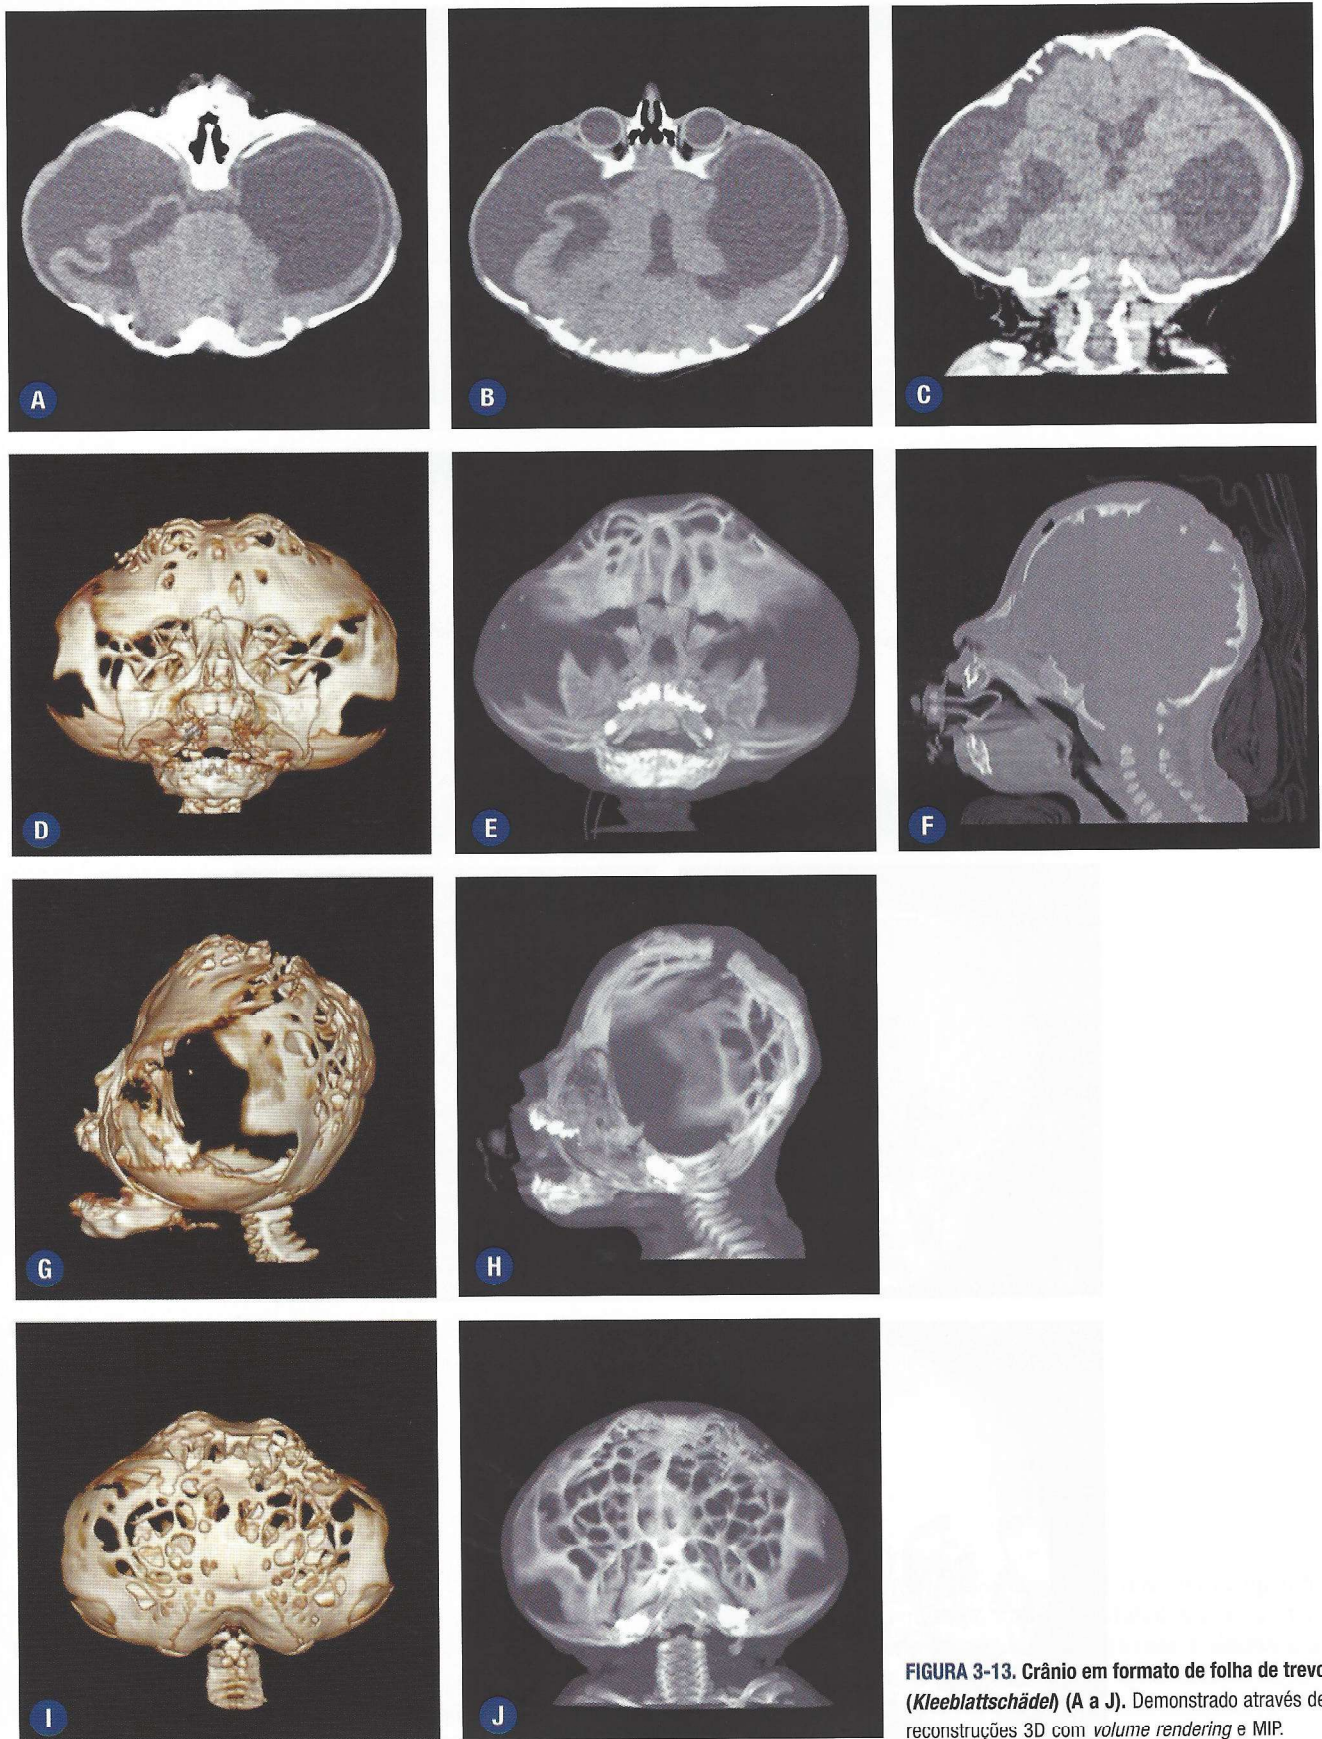 A
B
C
D
E
F
G
H
I
J
FIGURA 3-13. Crânio em formato de folha de trevo
(Kleeblattschädel) (A a J). Demonstrado através de
reconstruções 3D com volume rendering e MIP.